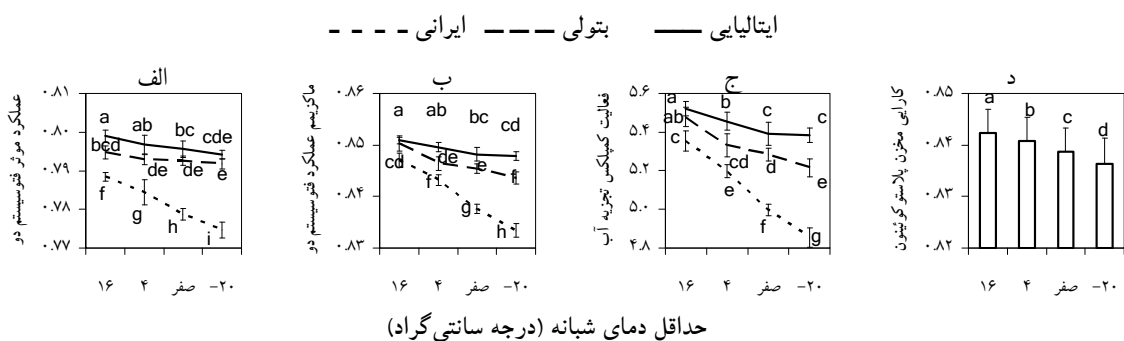 ایتالیایی بتولی ایرانی
الف ب ج د
عملکرد موثر فتوسیستم دو
۰.۸۱
۰.۸۰
۰.۷۹
۰.۷۸
۰.۷۷
a ab bc cde
bcd de de e
f g h i
۱۶ ۴ صفر -۲۰
ماکزیمم عملکرد فتوسیستم دو
۰.۸۶
۰.۸۵
۰.۸۴
۰.۸۳
a ab bc cd
cd de e f
f g h
۱۶ ۴ صفر -۲۰
فعالیت کمپلکس تجزیه آب
۵.۶
۵.۴
۵.۲
۵.۰
۴.۸
a b c c
ab cd d e
c e f g
۱۶ ۴ صفر -۲۰
کارایی مخزن پلاستوکوئینون
۰.۸۵
۰.۸۴
۰.۸۳
۰.۸۲
a b c d
۱۶ ۴ صفر -۲۰
حداقل دمای شبانه (درجه سانتی‌گراد)